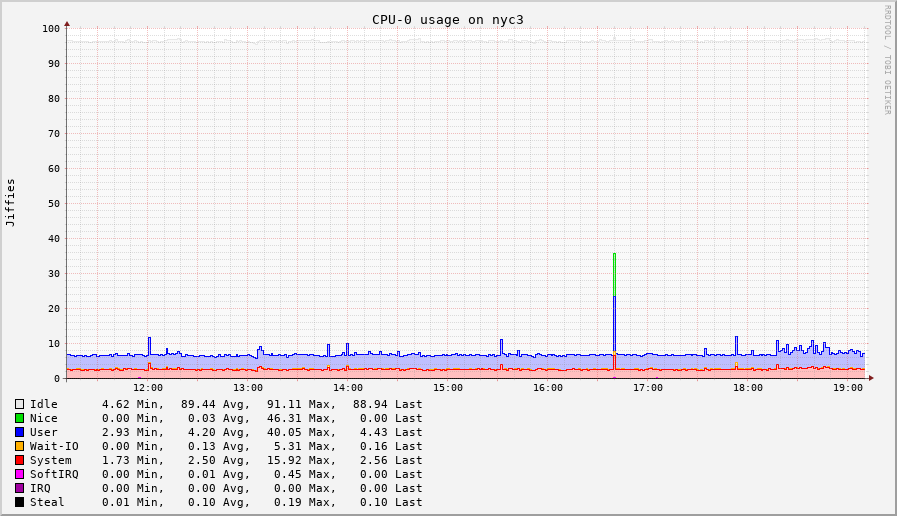 CPU-0 usage on nyc3
RRDTOOL / TOBI OETIKER
Jiffies
100
90
80
70
60
50
40
30
20
10
0
12:00 13:00 14:00 15:00 16:00 17:00 18:00 19:00
Idle 4.62 Min, 89.44 Avg, 91.11 Max, 88.94 Last
Nice 0.00 Min, 0.03 Avg, 46.31 Max, 0.00 Last
User 2.93 Min, 4.20 Avg, 40.05 Max, 4.43 Last
Wait-IO 0.00 Min, 0.13 Avg, 5.31 Max, 0.16 Last
System 1.73 Min, 2.50 Avg, 15.92 Max, 2.56 Last
SoftIRQ 0.00 Min, 0.01 Avg, 0.45 Max, 0.00 Last
IRQ 0.00 Min, 0.00 Avg, 0.00 Max, 0.00 Last
Steal 0.01 Min, 0.10 Avg, 0.19 Max, 0.10 Last